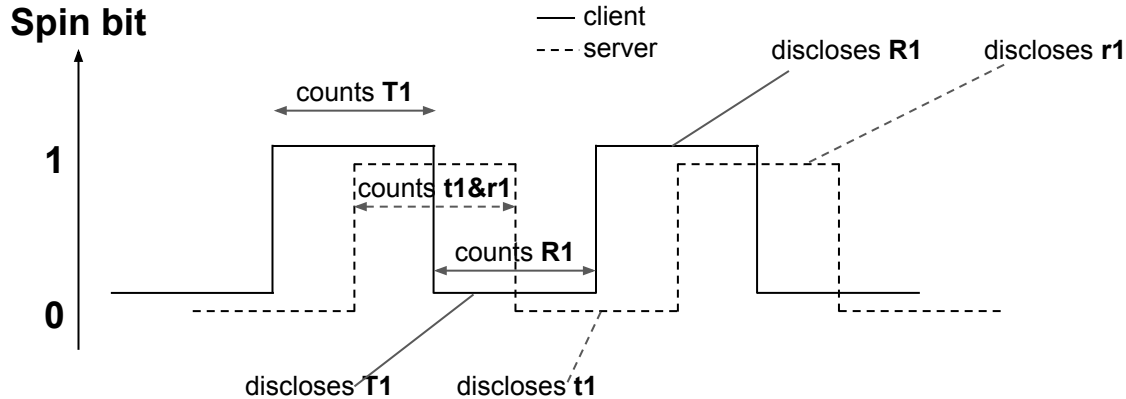 Spin bit
client
server
discloses R1
discloses r1
counts T1
1
counts t1&r1
counts R1
0
discloses T1
discloses t1